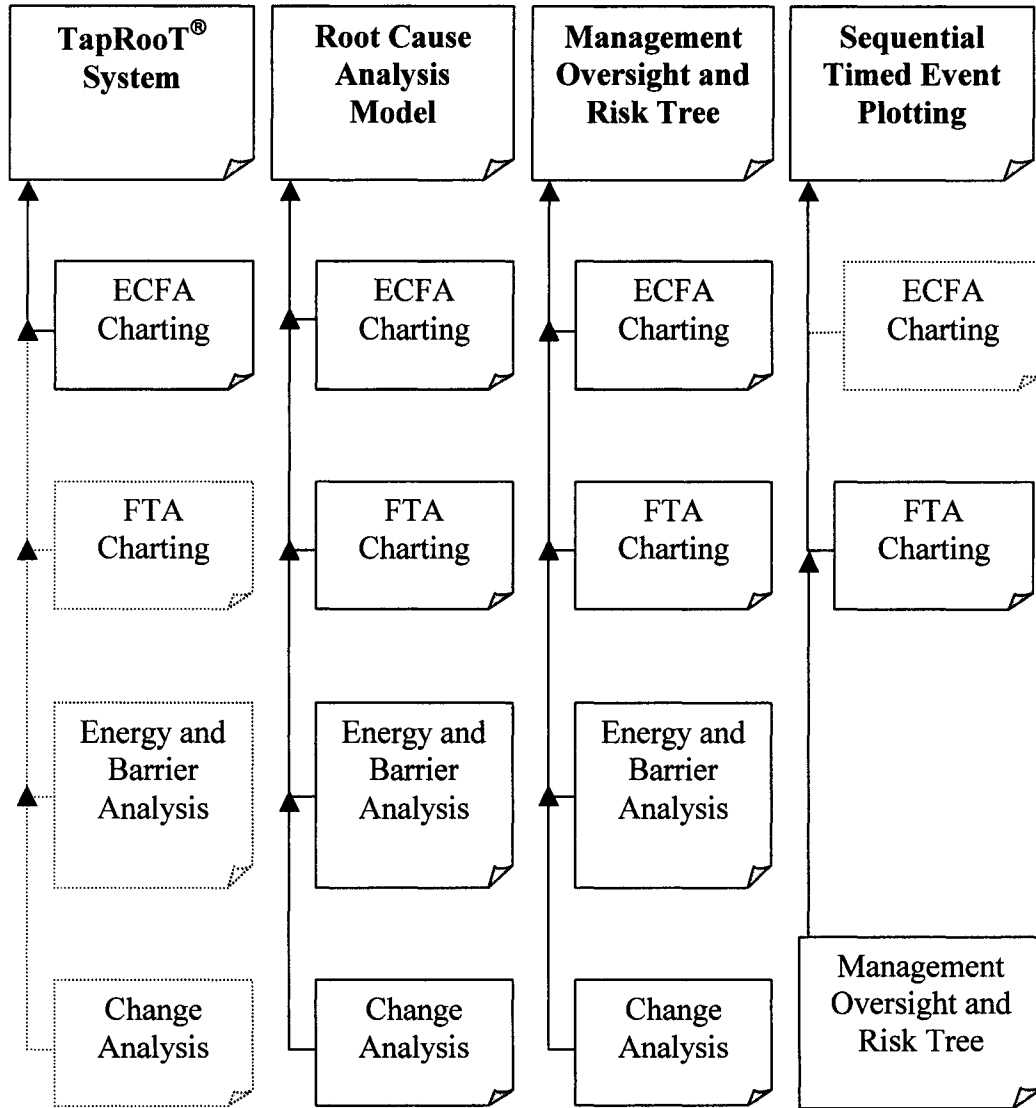 TapRooT®
System
Root Cause
Analysis
Model
Management
Oversight and
Risk Tree
Sequential
Timed Event
Plotting
ECFA
Charting
ECFA
Charting
ECFA
Charting
ECFA
Charting
FTA
Charting
FTA
Charting
FTA
Charting
FTA
Charting
Energy and
Barrier
Analysis
Energy and
Barrier
Analysis
Energy and
Barrier
Analysis
Change
Analysis
Change
Analysis
Change
Analysis
Management
Oversight and
Risk Tree